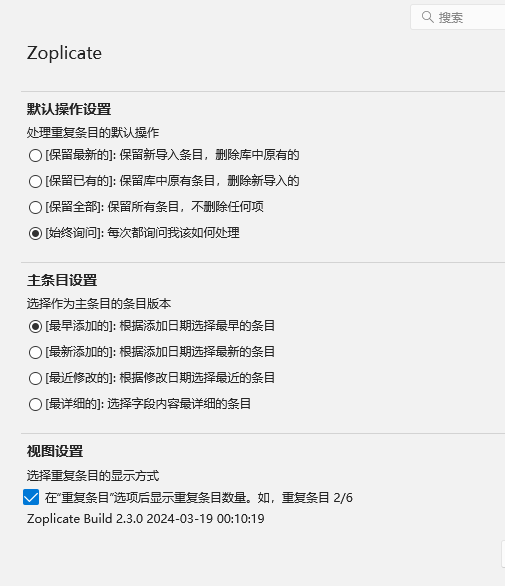 搜索
Zoplicate
默认操作设置
处理重复条目的默认操作
[保留最新的]: 保留新导入条目，删除库中原有的
[保留已有的]: 保留库中原有条目，删除新导入的
[保留全部]: 保留所有条目，不删除任何项
[始终询问]: 每次都询问我该如何处理
主条目设置
选择作为主条目的条目版本
[最早添加的]: 根据添加日期选择最早的条目
[最新添加的]: 根据添加日期选择最新的条目
[最近修改的]: 根据修改日期选择最近的条目
[最详细的]: 选择字段内容最详细的条目
视图设置
选择重复条目的显示方式
在“重复条目”选项后显示重复条目数量。如，重复条目 2/6
Zoplicate Build 2.3.0 2024-03-19 00:10:19